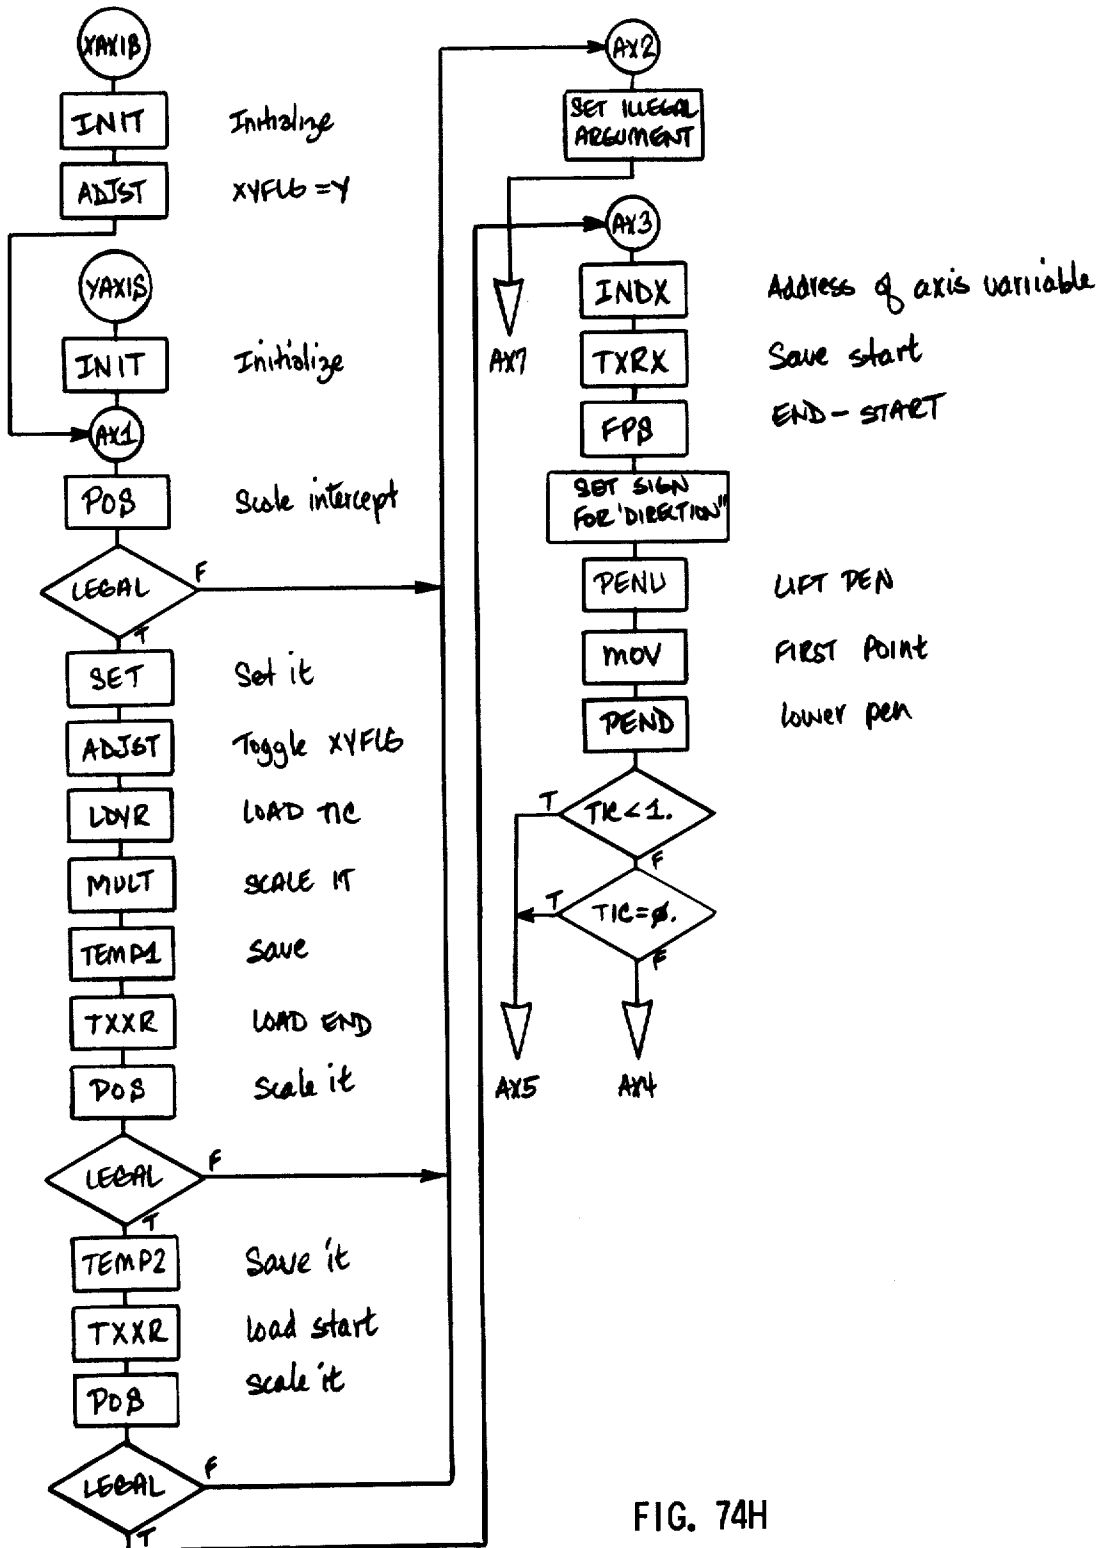 XAXIS
INIT Initialize
ADJST XYFLG = Y
YAXIS
INIT Initialize
AX1
POS Scale intercept
LEGAL F
T
SET Set it
ADJST Toggle XYFLG
LDYR LOAD TIC
MULT SCALE IT
TEMP1 save
TXXR LOAD END
POS Scale it
LEGAL F
T
TEMP2 Save it
TXXR load start
POS scale it
LEGAL F
T
AX2
SET ILLEGAL
ARGUMENT
AX7
AX3
INDX Address of axis varriable
TXRX Save start
FPS END - START
SET SIGN
FOR "DIRECTION"
PENU LIFT PEN
MOV FIRST POINT
PEND lower pen
T TIC < 1.
F
T TIC = ø.
F
AX5 AX4
FIG. 74H